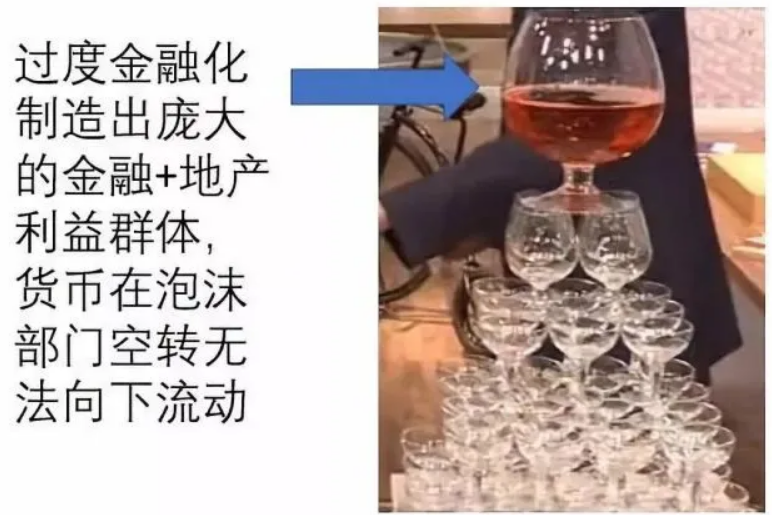 过度金融化
制造出庞大
的金融+地产
利益群体,
货币在泡沫
部门空转无
法向下流动